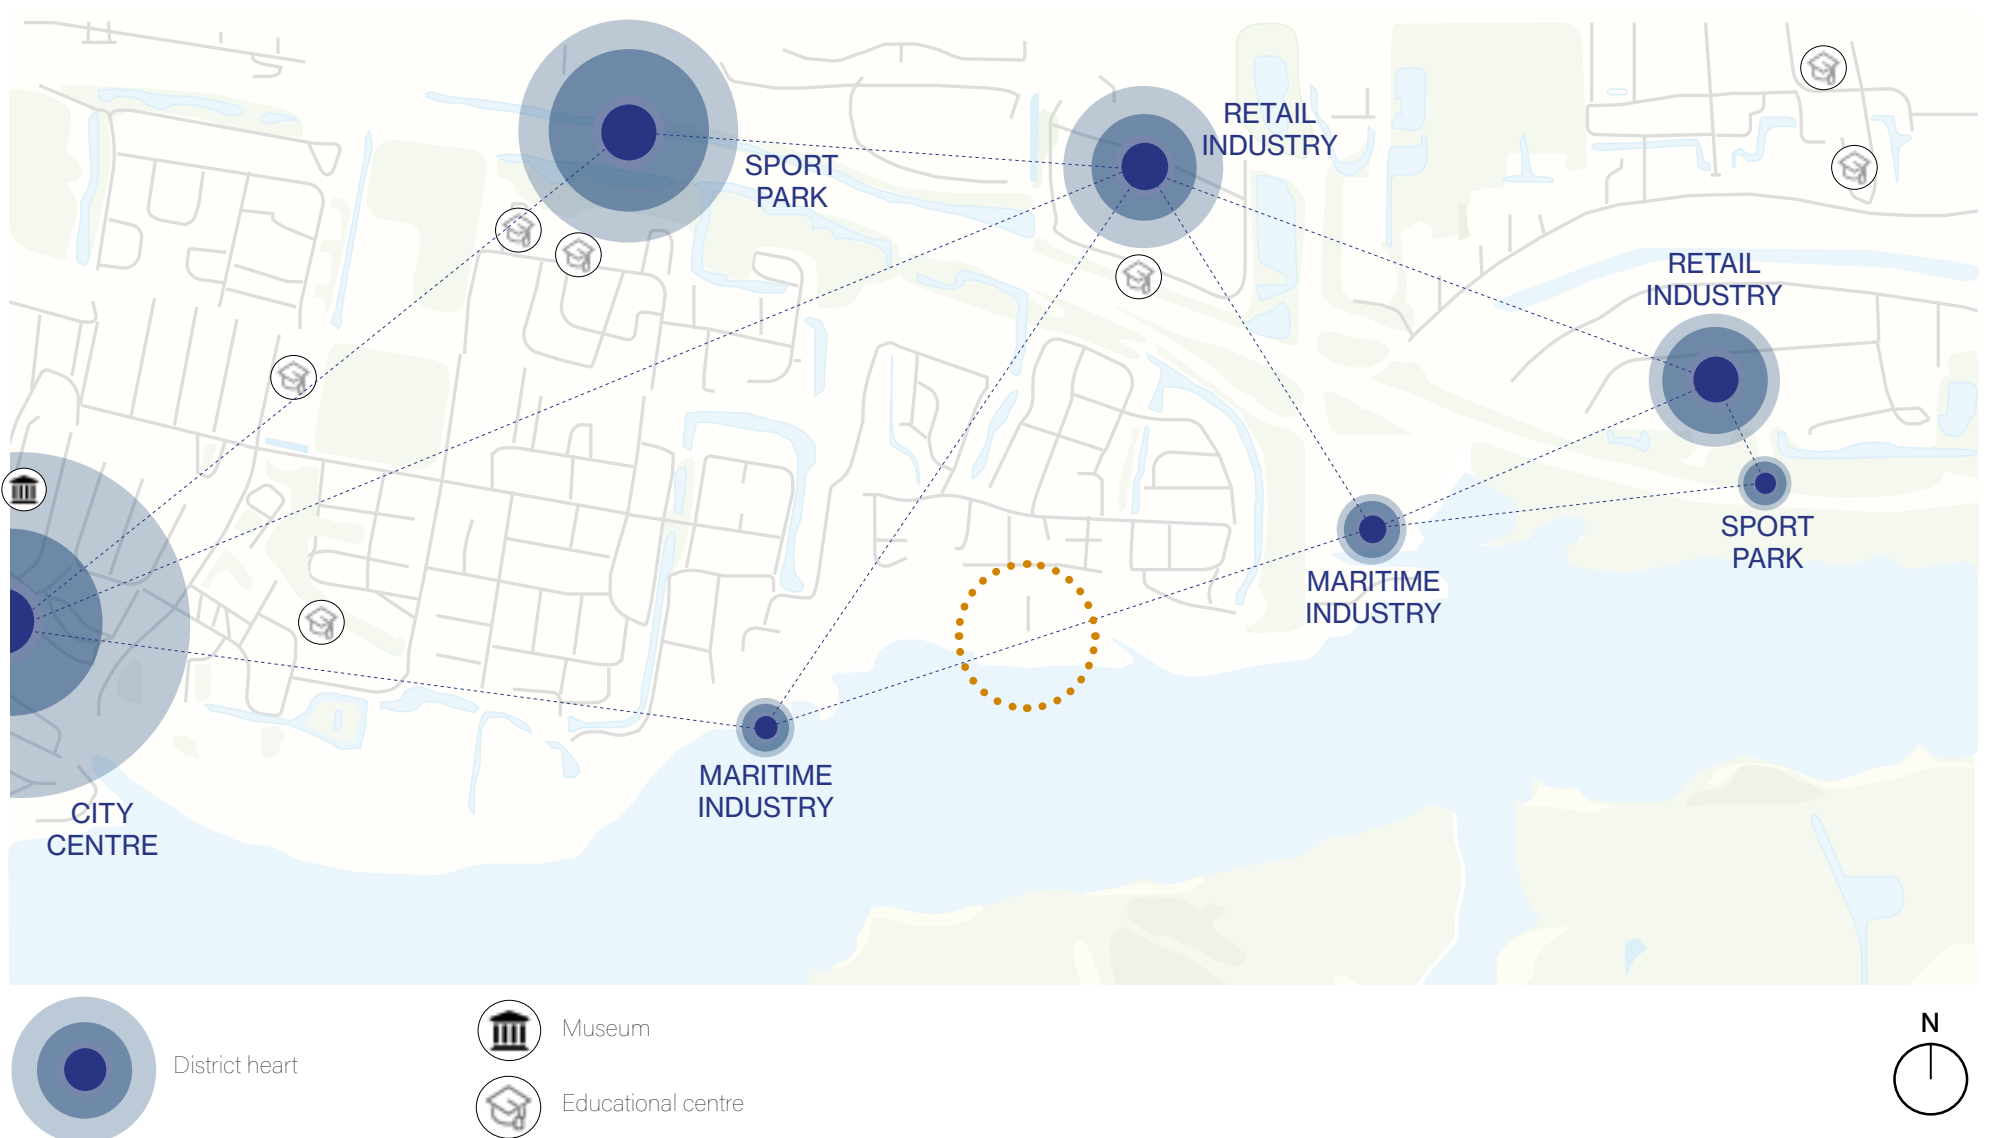 RETAIL
INDUSTRY
SPORT
PARK
RETAIL
INDUSTRY
SPORT
PARK
MARITIME
INDUSTRY
MARITIME
INDUSTRY
CITY
CENTRE
District heart
Museum
Educational centre
N